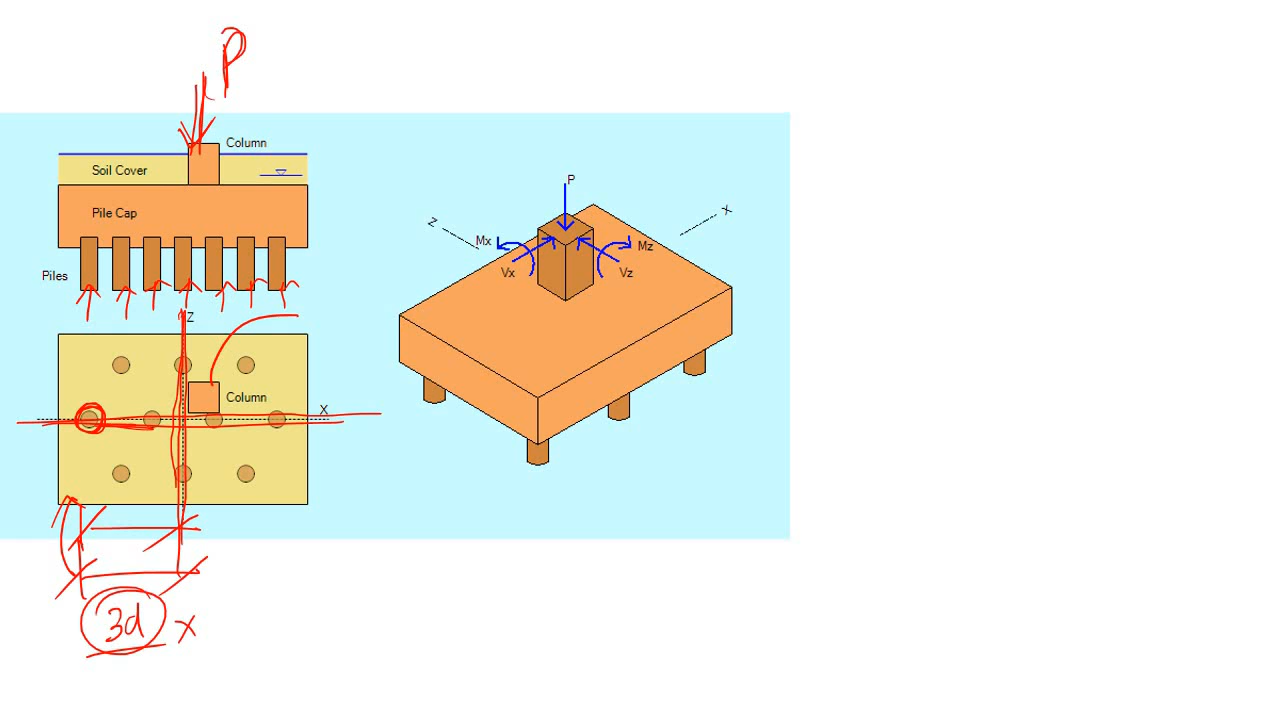 P
Column
Soil Cover
Pile Cap
Piles
Z
Column
X
3d x
P
Z
X
Mx
Mz
Vx
Vz